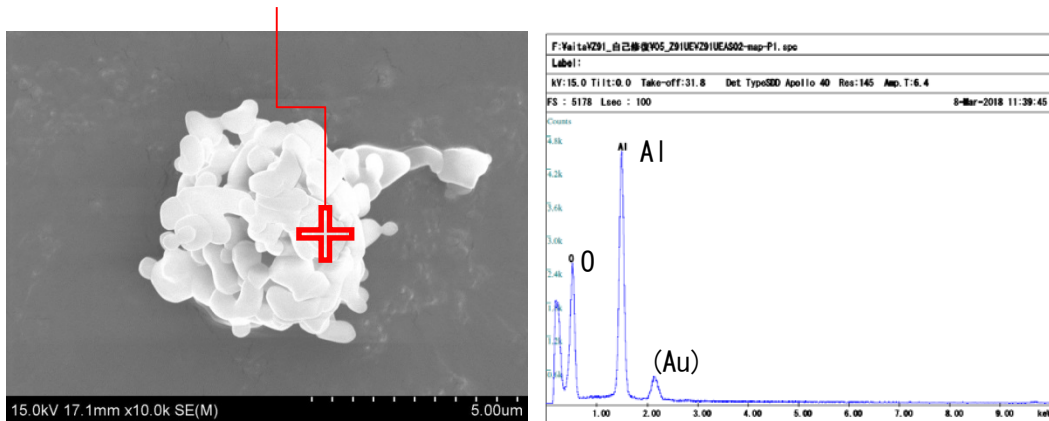 15.0kV 17.1mm x10.0k SE(M)
5.00um
F:¥aita¥Z91_自己修復¥05_Z91UE¥Z91UEAS02-map-P1.spc
Label:
kV:15.0 Tilt:0.0 Take-off:31.8 Det TypeSDD Apollo 40 Res:145 Amp.T:6.4
FS : 5178 Lsec : 100
8-Mar-2018 11:39:45
Counts
4.8k
4.2k
3.6k
3.0k
2.4k
1.8k
1.2k
0.6k
Al
Al
O
O
(Au)
1.00 2.00 3.00 4.00 5.00 6.00 7.00 8.00 9.00 keV